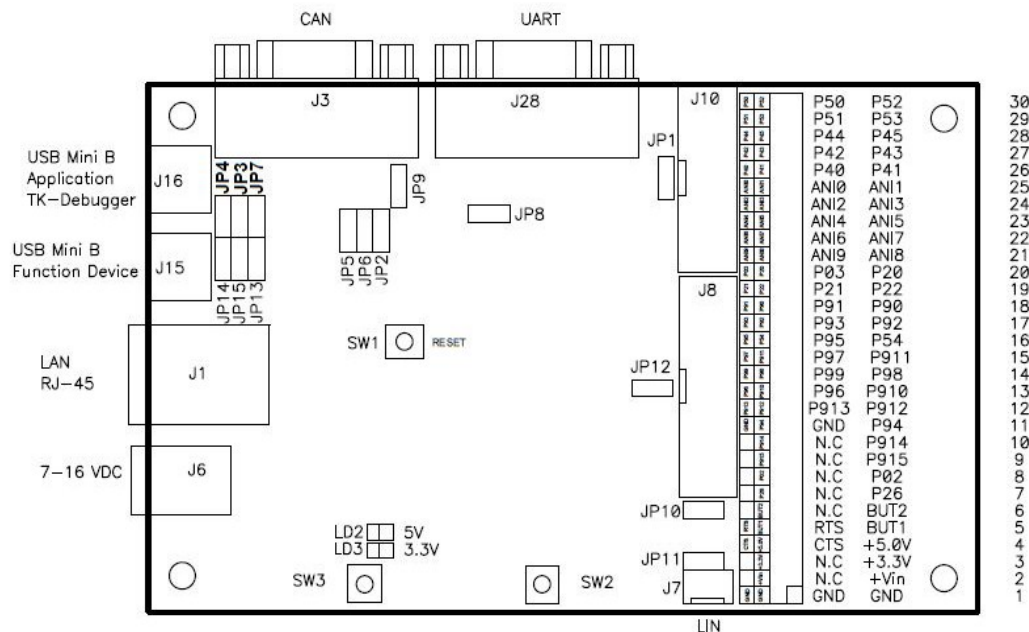 CAN
UART
J3
J28
J10
USB Mini B
Application
TK-Debugger
J16
JP4
JP3
JP7
JP9
JP8
JP1
USB Mini B
Function Device
J15
JP14
JP15
JP13
JP5
JP6
JP2
J8
SW1
RESET
LAN
RJ-45
J1
JP12
7-16 VDC
J6
JP10
LD2
5V
LD3
3.3V
SW3
SW2
JP11
J7
LIN
P50 P52 30
P51 P53 29
P44 P45 28
P42 P43 27
P40 P41 26
ANI0 ANI1 25
ANI2 ANI3 24
ANI4 ANI5 23
ANI6 ANI7 22
ANI9 ANI8 21
P03 P20 20
P21 P22 19
P91 P90 18
P93 P92 17
P95 P54 16
P97 P911 15
P99 P98 14
P96 P910 13
P913 P912 12
GND P94 11
N.C P914 10
N.C P915 9
N.C P02 8
N.C P26 7
N.C BUT2 6
RTS BUT1 5
CTS +5.0V 4
N.C +3.3V 3
N.C +Vin 2
GND GND 1